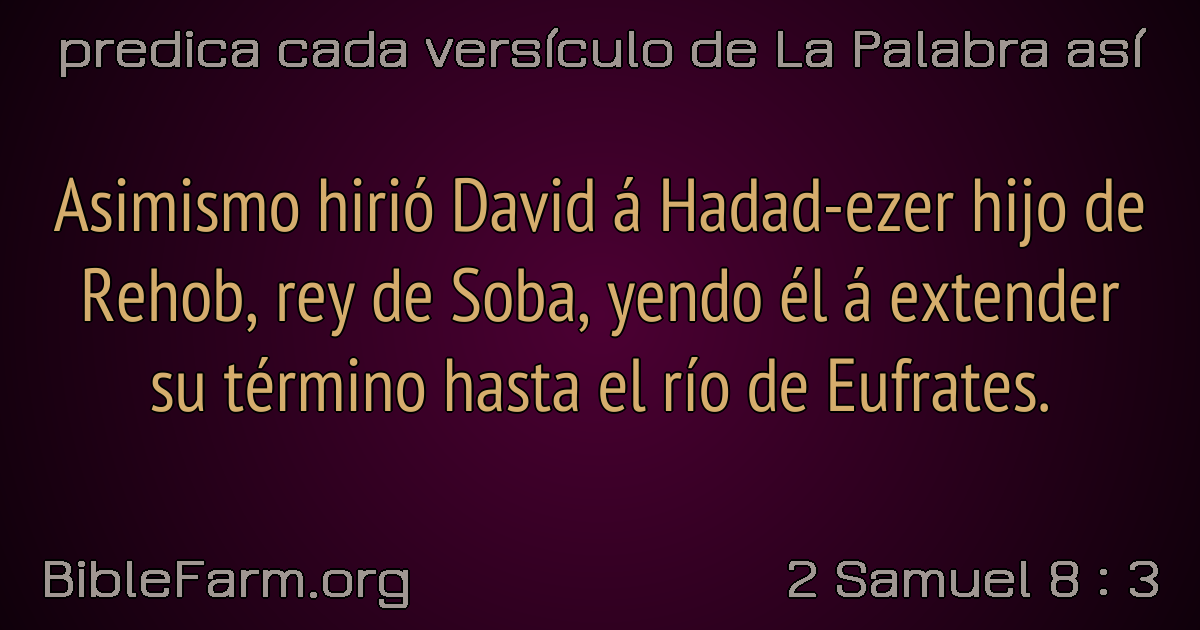 predica cada versículo de La Palabra así
Asimismo hirió David á Hadad-ezer hijo de
Rehob, rey de Soba, yendo él á extender
su término hasta el río de Eufrates.
BibleFarm.org
2 Samuel 8 : 3